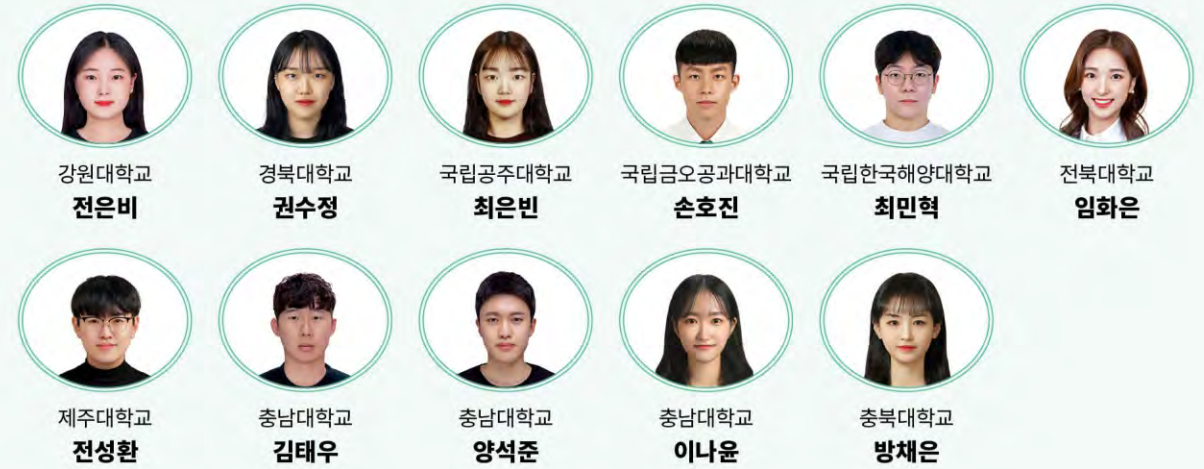 강원대학교
전은비
경북대학교
권수정
국립공주대학교
최은빈
국립금오공과대학교
손호진
국립한국해양대학교
최민혁
전북대학교
임화은
제주대학교
전성환
충남대학교
김태우
충남대학교
양석준
충남대학교
이나윤
충북대학교
방채은